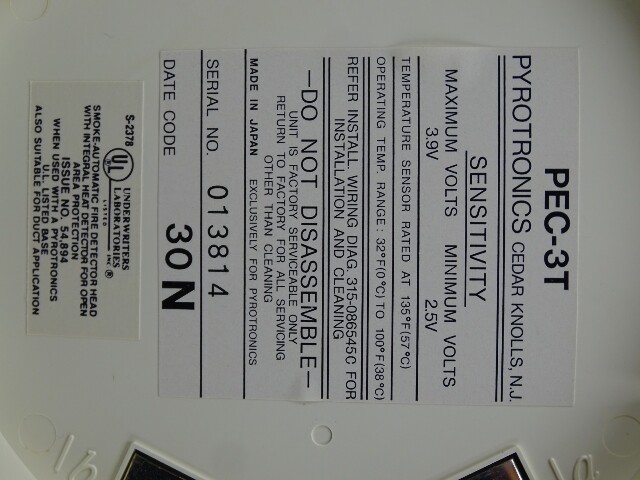 PEC-3T
PYROTRONICS CEDAR KNOLLS, N.J.
SENSITIVITY
MAXIMUM VOLTS MINIMUM VOLTS
3.9V 2.5V
TEMPERATURE SENSOR RATED AT 135°F(57°C)
OPERATING TEMP. RANGE: 32°F(0°C) TO 100°F(38°C)
REFER INSTALL. WIRING DIAG. 315-086545C FOR
INSTALLATION AND CLEANING
—DO NOT DISASSEMBLE—
UNIT IS FACTORY SERVICEABLE ONLY
RETURN TO FACTORY FOR ALL SERVICING
OTHER THAN CLEANING
MADE IN JAPAN EXCLUSIVELY FOR PYROTRONICS
SERIAL NO. 013814
DATE CODE 30N
S-2378 UL LISTED UNDERWRITERS
LABORATORIES INC.®
SMOKE-AUTOMATIC FIRE DETECTOR HEAD
WITH INTEGRAL HEAT DETECTOR FOR OPEN
AREA PROTECTION
ISSUE NO. 54,894
WHEN USED WITH A PYROTRONICS
U.L. LISTED BASE
ALSO SUITABLE FOR DUCT APPLICATION
16